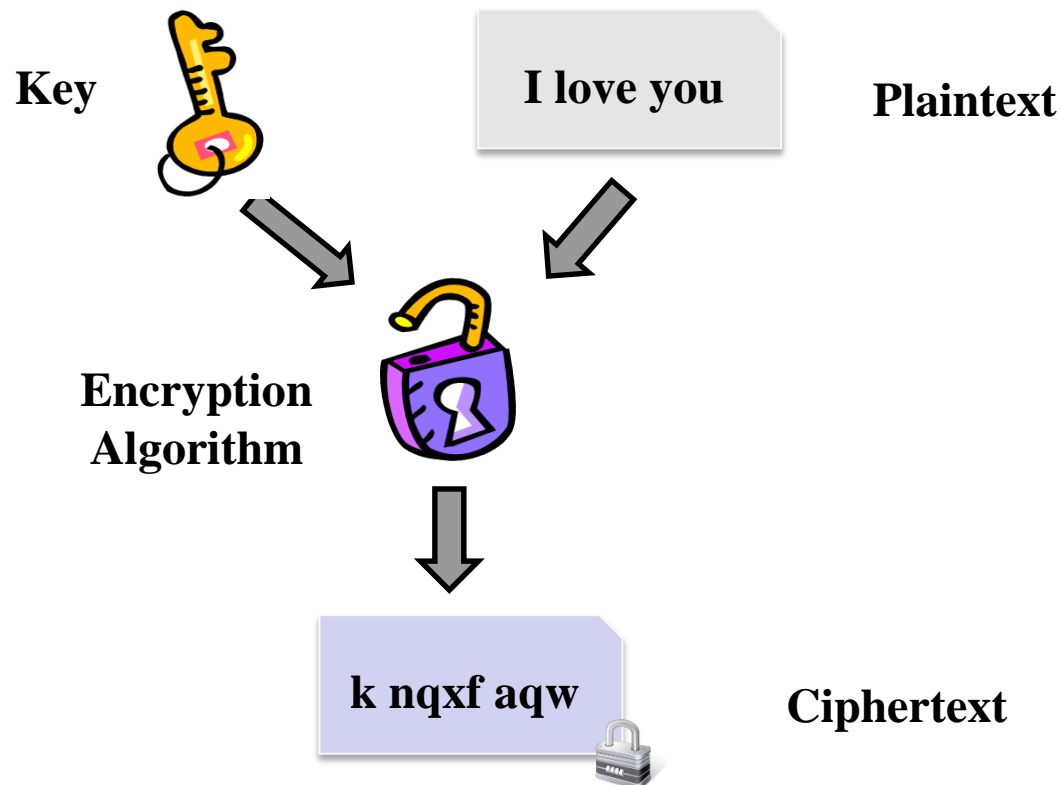 Key
I love you
Plaintext
Encryption
Algorithm
k nqxf aqw
Ciphertext